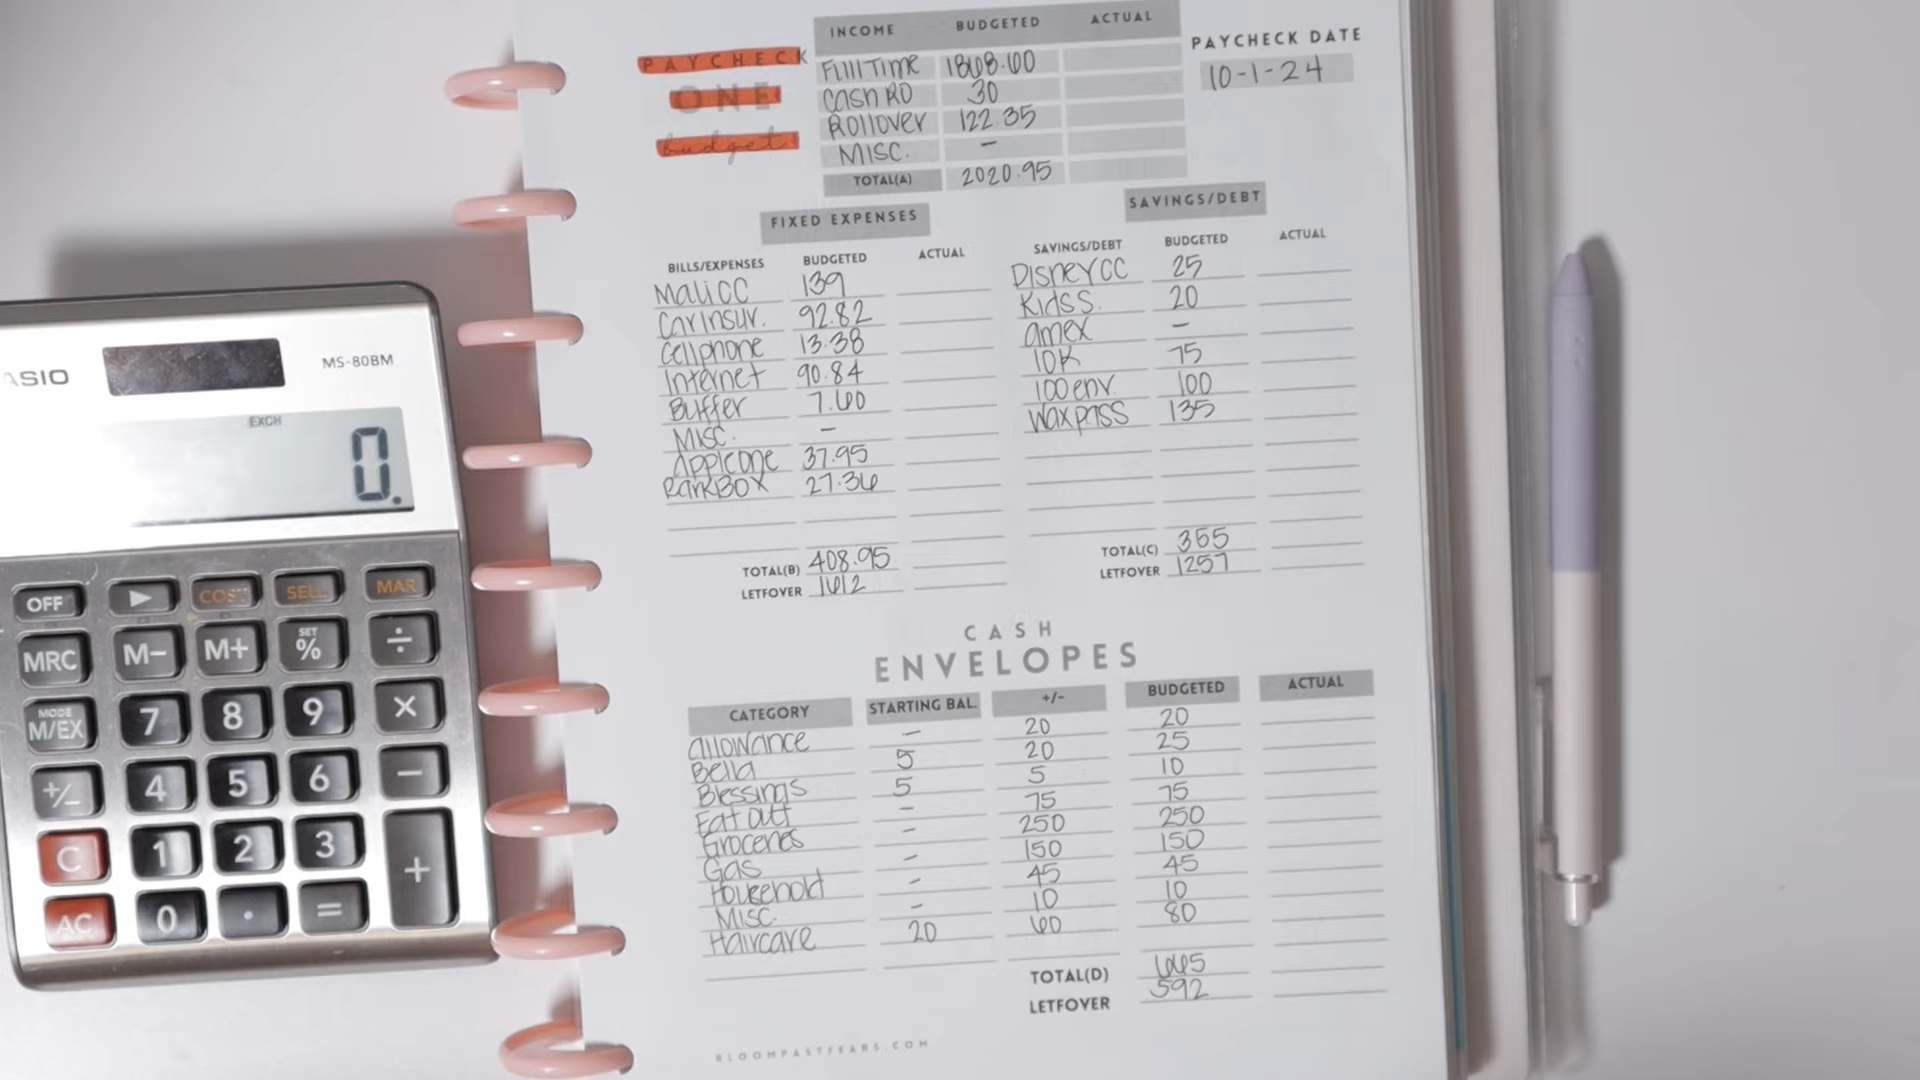 PAYCHECK
ONE
budget
INCOME BUDGETED ACTUAL
Full Time 1868.60
Cash RO 30
Rollover 122.35
MISC. -
TOTAL(A) 2020.95
PAYCHECK DATE
10-1-24
FIXED EXPENSES
BILLS/EXPENSES BUDGETED ACTUAL
Mali CC 139
Car Insur. 92.82
Cellphone 13.38
Internet 90.84
Buffer 7.60
MISC. -
Apple One 37.95
BarkBox 27.36
TOTAL(B) 408.95
LETFOVER 1612
SAVINGS/DEBT
SAVINGS/DEBT BUDGETED ACTUAL
Disney CC 25
Kids S. 20
amex -
10K 75
100 env 100
Wax pass 135
TOTAL(C) 355
LETFOVER 1257
CASH
ENVELOPES
CATEGORY STARTING BAL. +/- BUDGETED ACTUAL
allowance - 20 20
Bella 5 20 25
Blessings 5 5 10
Eat out - 75 75
Groceries - 250 250
Gas - 150 150
Household - 45 45
Misc. - 10 10
Haircare 20 60 80
TOTAL(D) 665
LETFOVER 592
BLOOMPASTFEARS.COM
ASIO
MS-80BM
EXCH
0.
OFF ▶ COST SELL MAR
MRC M- M+ SET % ÷
MODE M/EX 7 8 9 ×
+/- 4 5 6 −
C 1 2 3 +
AC 0 · =